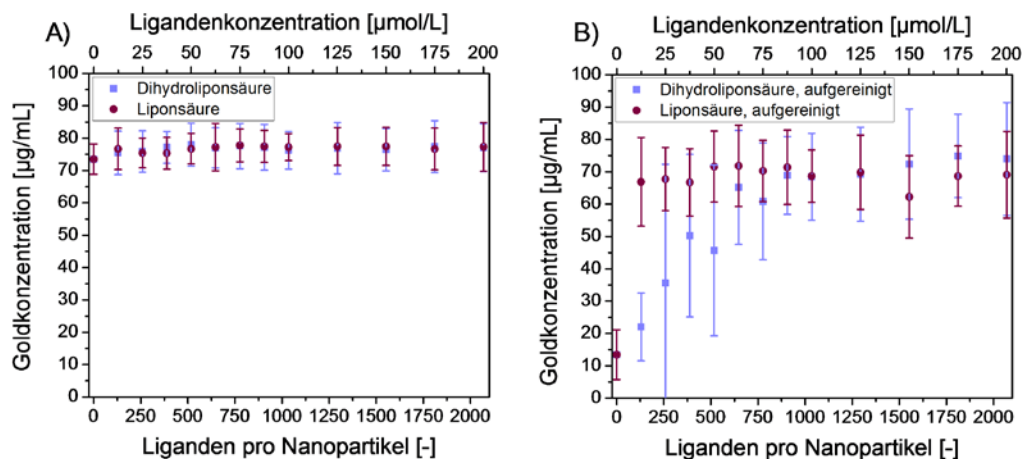 A)
Ligandenkonzentration [µmol/L]
0 25 50 75 100 125 150 175 200
Dihydroliponsäure
Liponsäure
Goldkonzentration [µg/mL]
100
90
80
70
60
50
40
30
20
10
0
0 250 500 750 1000 1250 1500 1750 2000
Liganden pro Nanopartikel [-]
B)
Ligandenkonzentration [µmol/L]
0 25 50 75 100 125 150 175 200
Dihydroliponsäure, aufgereinigt
Liponsäure, aufgereinigt
Goldkonzentration [µg/mL]
100
90
80
70
60
50
40
30
20
10
0
0 250 500 750 1000 1250 1500 1750 2000
Liganden pro Nanopartikel [-]